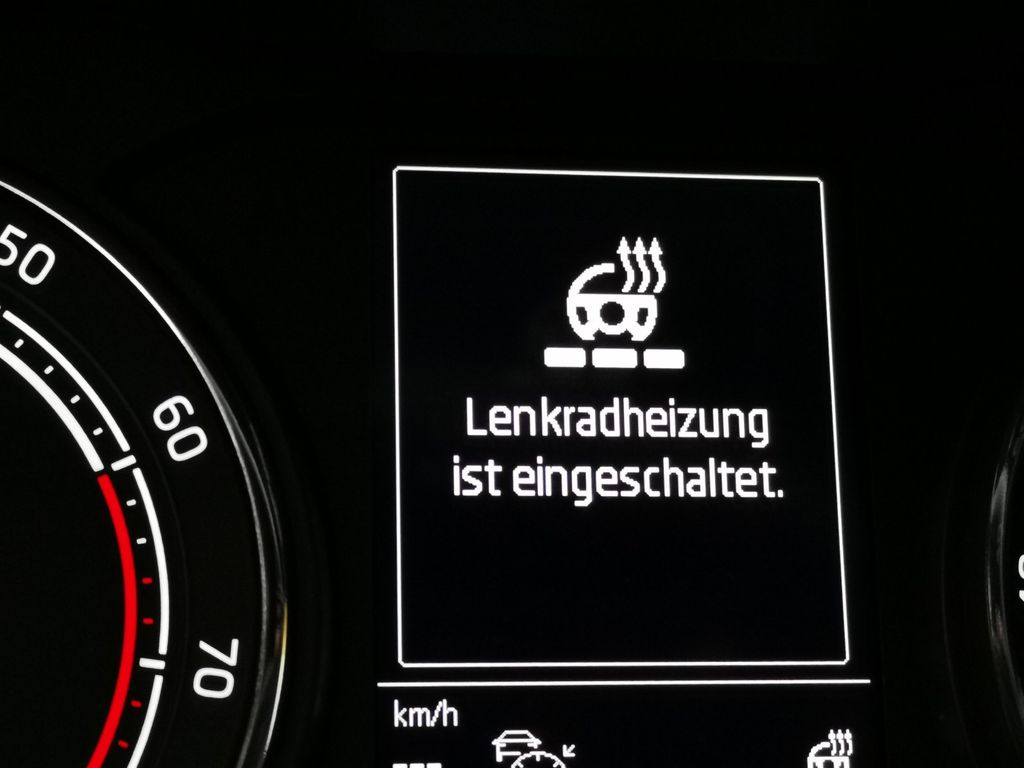 50
60
70
Lenkradheizung
ist eingeschaltet.
km/h